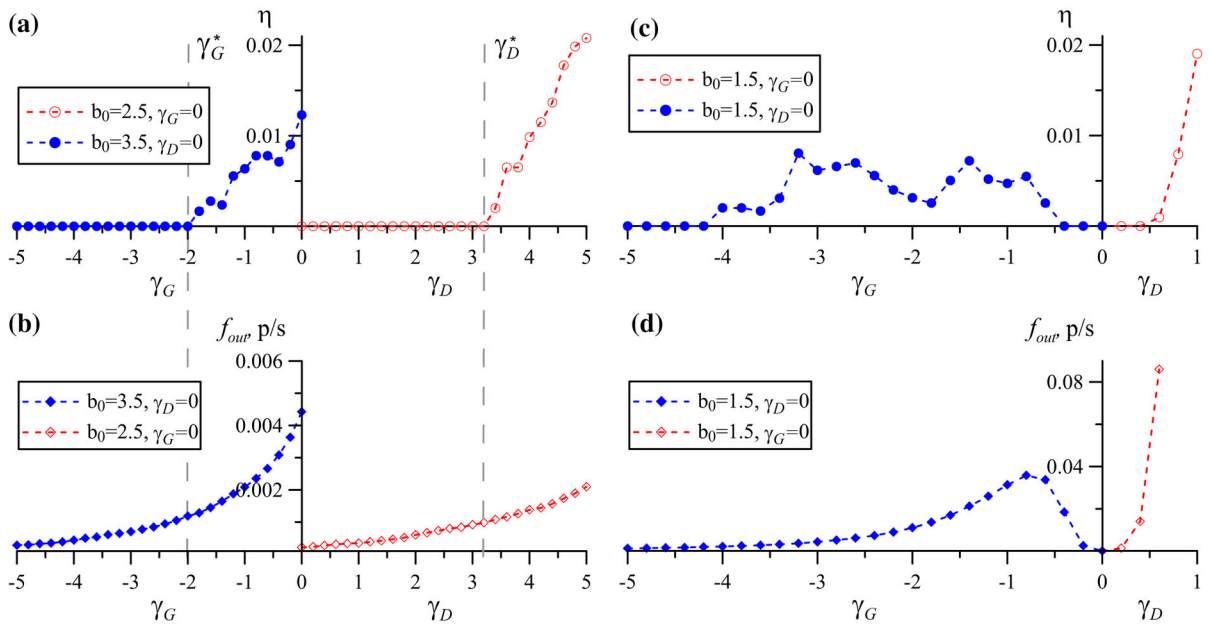 (a)
η
γ*G
γ*D
0.02
0.01
b0=2.5, γG=0
b0=3.5, γD=0
0
-5 -4 -3 -2 -1 0 1 2 3 4 5
γG
γD
(c)
η
0.02
0.01
b0=1.5, γG=0
b0=1.5, γD=0
0
-5 -4 -3 -2 -1 0 1
γG
γD
(b)
fout, p/s
0.006
0.004
0.002
b0=3.5, γD=0
b0=2.5, γG=0
-5 -4 -3 -2 -1 0 1 2 3 4 5
γG
γD
(d)
fout, p/s
0.08
0.04
0
b0=1.5, γD=0
b0=1.5, γG=0
-5 -4 -3 -2 -1 0 1
γG
γD